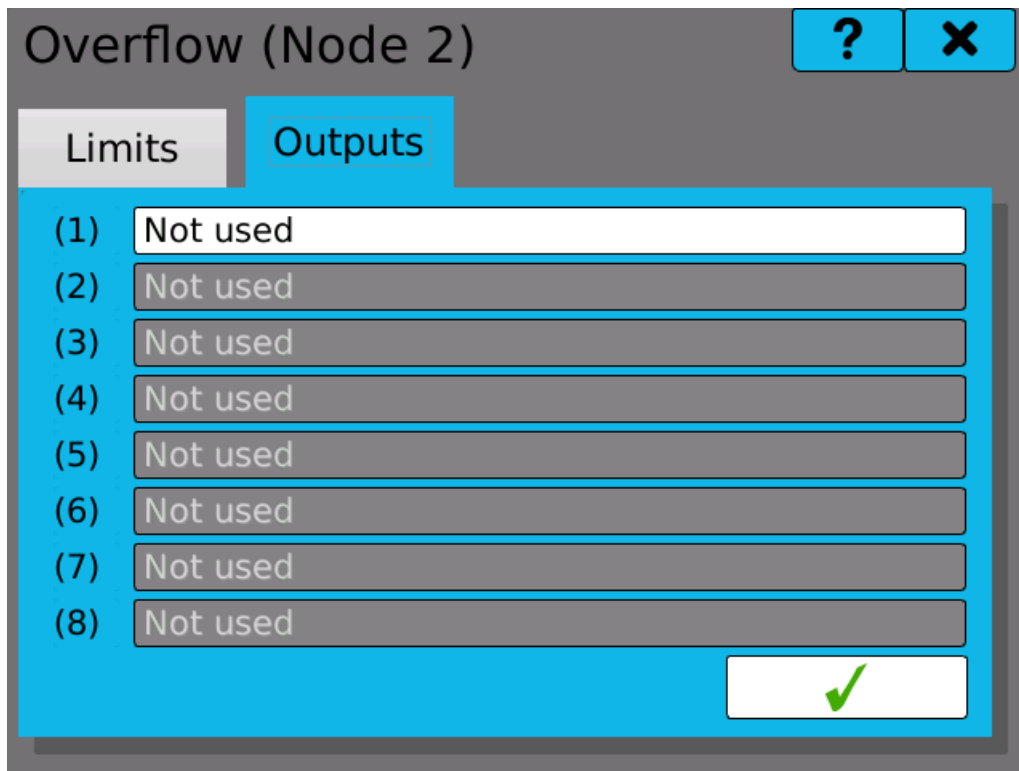 Overflow (Node 2) ?
Limits Outputs
(1) Not used
(2) Not used
(3) Not used
(4) Not used
(5) Not used
(6) Not used
(7) Not used
(8) Not used